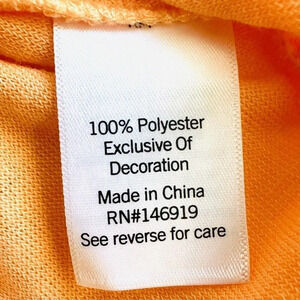 100% Polyester
Exclusive Of
Decoration
Made in China
RN#146919
See reverse for care